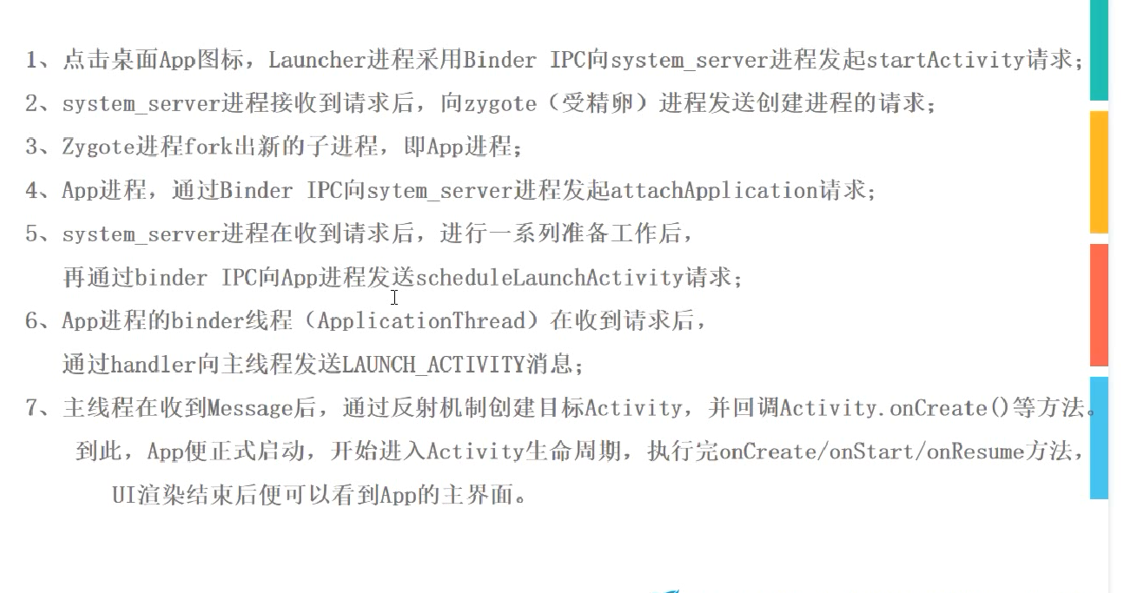 1、点击桌面App图标，Launcher进程采用Binder IPC向system_server进程发起startActivity请求；
2、system_server进程接收到请求后，向zygote（受精卵）进程发送创建进程的请求；
3、Zygote进程fork出新的子进程，即App进程；
4、App进程，通过Binder IPC向sytem_server进程发起attachApplication请求；
5、system_server进程在收到请求后，进行一系列准备工作后，
再通过binder IPC向App进程发送scheduleLaunchActivity请求；
6、App进程的binder线程（ApplicationThread）在收到请求后，
通过handler向主线程发送LAUNCH_ACTIVITY消息；
7、主线程在收到Message后，通过反射机制创建目标Activity，并回调Activity.onCreate()等方法。
到此，App便正式启动，开始进入Activity生命周期，执行完onCreate/onStart/onResume方法，
UI渲染结束后便可以看到App的主界面。